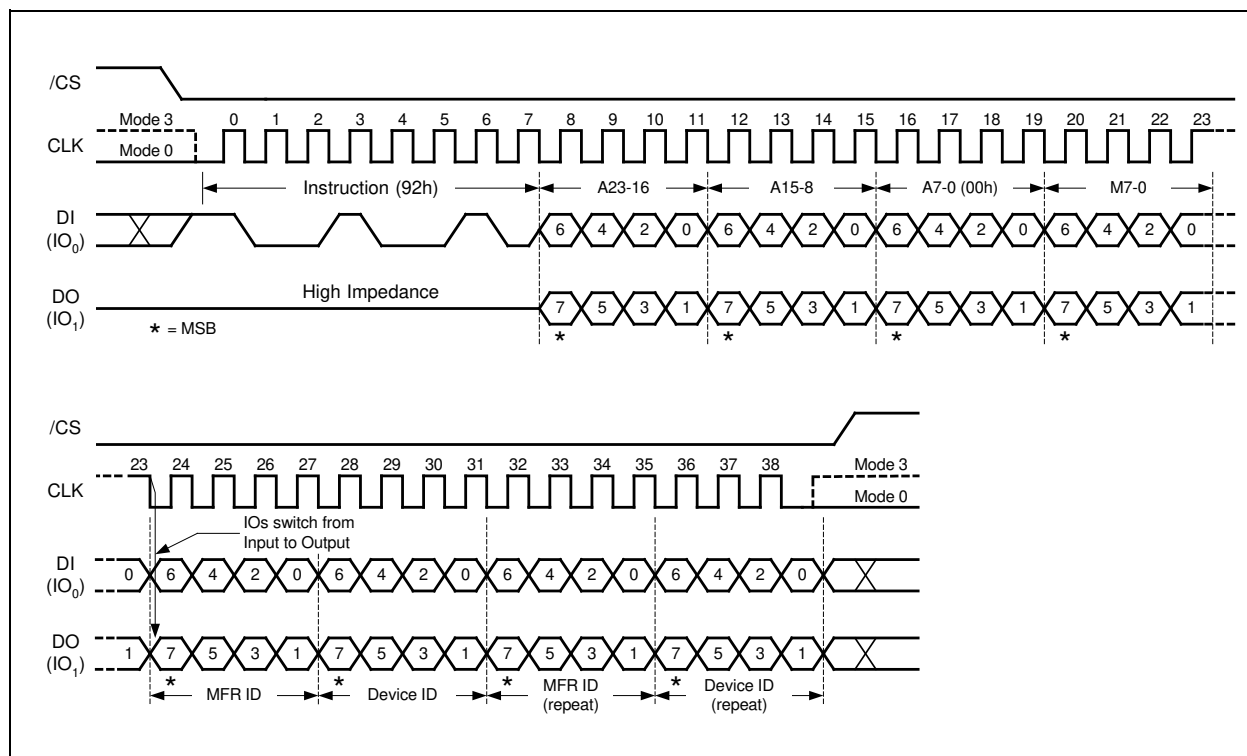 /CS
Mode 3 0 1 2 3 4 5 6 7 8 9 10 11 12 13 14 15 16 17 18 19 20 21 22 23
CLK
Mode 0
Instruction (92h) A23-16 A15-8 A7-0 (00h) M7-0
DI
(IO0) 6 4 2 0 6 4 2 0 6 4 2 0 6 4 2 0
DO High Impedance
(IO1) 7 5 3 1 7 5 3 1 7 5 3 1 7 5 3 1
* = MSB * * * *
/CS
23 24 25 26 27 28 29 30 31 32 33 34 35 36 37 38 Mode 3
CLK
Mode 0
IOs switch from
Input to Output
DI
(IO0) 0 6 4 2 0 6 4 2 0 6 4 2 0 6 4 2 0
DO
(IO1) 1 7 5 3 1 7 5 3 1 7 5 3 1 7 5 3 1
* * * *
MFR ID Device ID MFR ID Device ID
(repeat) (repeat)